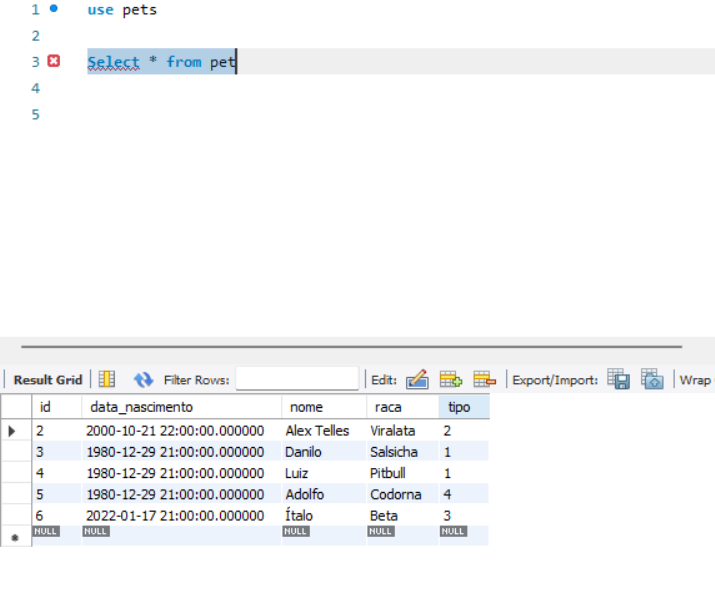 1 use pets
2
3 Select * from pet
4
5
Result Grid Filter Rows: Edit: Export/Import: Wrap
id data_nascimento nome raca tipo
2 2000-10-21 22:00:00.000000 Alex Telles Viralata 2
3 1980-12-29 21:00:00.000000 Danilo Salsicha 1
4 1980-12-29 21:00:00.000000 Luiz Pitbull 1
5 1980-12-29 21:00:00.000000 Adolfo Codorna 4
6 2022-01-17 21:00:00.000000 Ítalo Beta 3
NULL NULL NULL NULL NULL